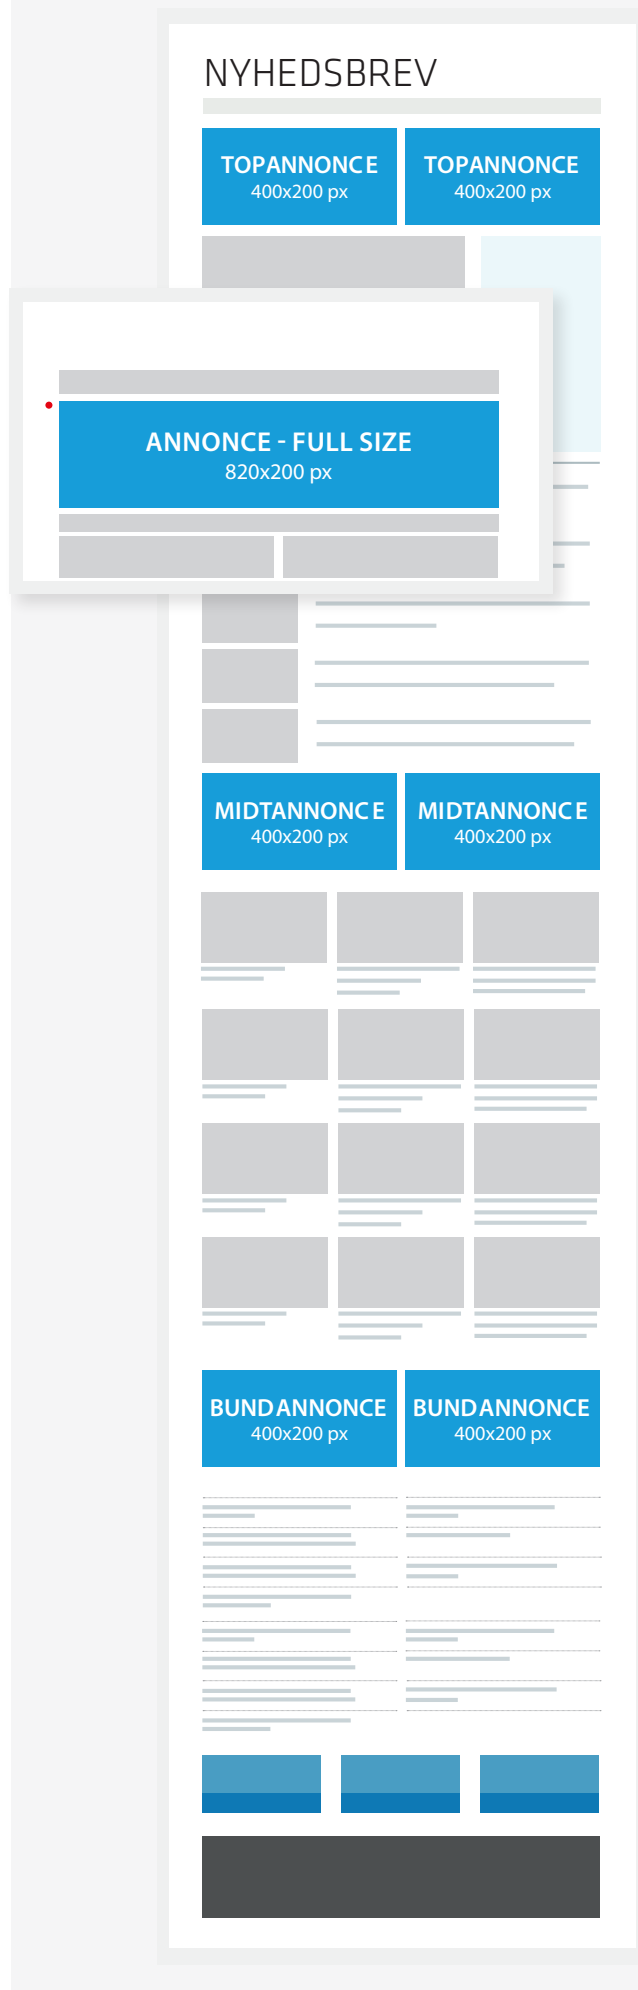 NYHEDSBREV
TOPANNONCE
400x200 px
TOPANNONCE
400x200 px
ANNONCE - FULL SIZE
820x200 px
MIDTANNONCE
400x200 px
MIDTANNONCE
400x200 px
BUNDANNONCE
400x200 px
BUNDANNONCE
400x200 px